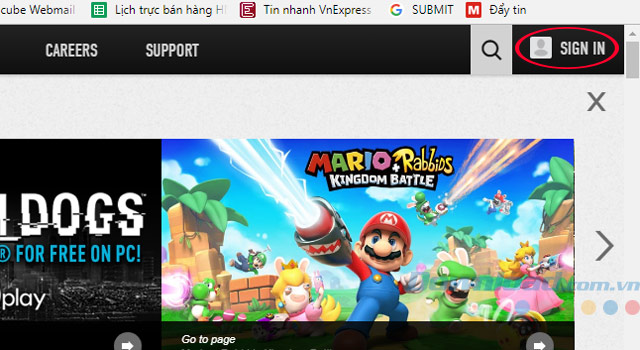 cube Webmail Lịch trực bán hàng H Tin nhanh VnExpress SUBMIT Đẩy tin
CAREERS SUPPORT SIGN IN
X
MARIO + Rabbids
KINGDOM BATTLE
DOGS
® FOR FREE ON PC!
play
.com.vn
Go to page